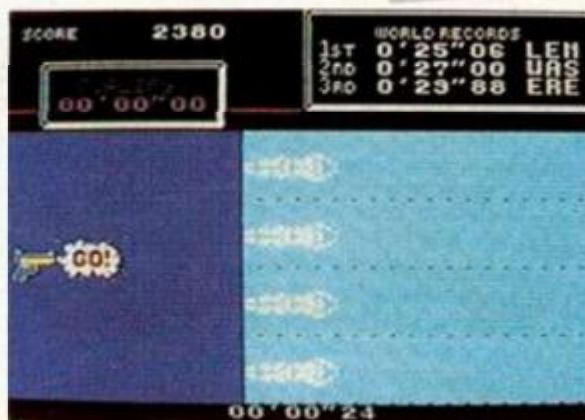 SCORE 2380
WORLD RECORDS
1ST 0'25"06 LEM
2ND 0'27"00 WAS
3RD 0'29"88 ERE
00'00"00
GO!
00'00"24